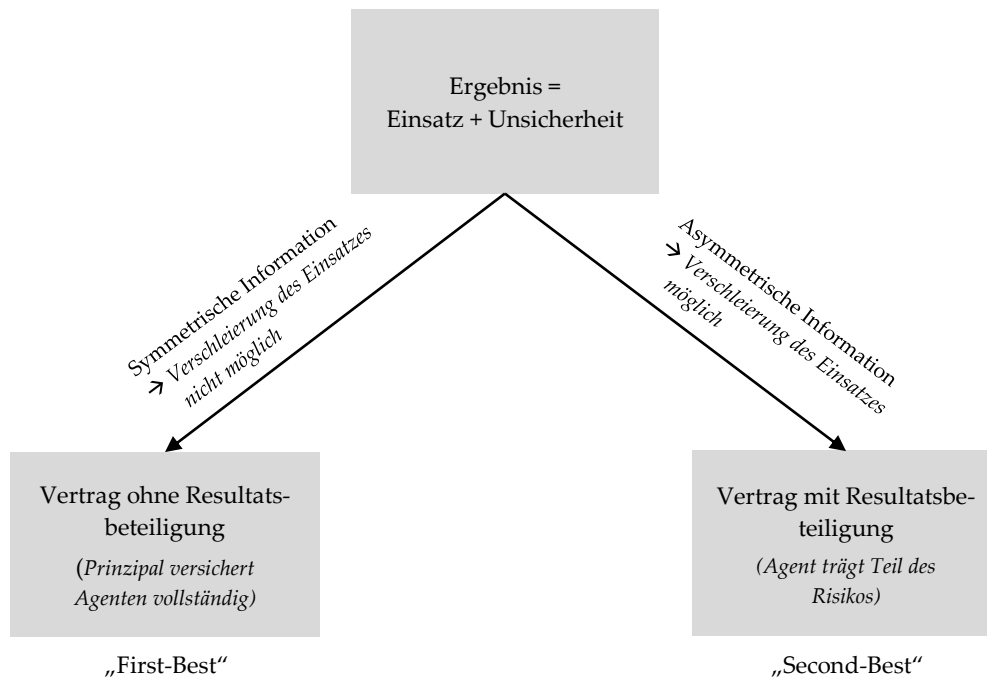 Ergebnis =
Einsatz + Unsicherheit
Symmetrische Information
→ Verschleierung des Einsatzes
nicht möglich
Asymmetrische Information
→ Verschleierung des Einsatzes
möglich
Vertrag ohne Resultats-
beteiligung
(Prinzipal versichert
Agenten vollständig)
„First-Best“
Vertrag mit Resultatsbe-
teiligung
(Agent trägt Teil des
Risikos)
„Second-Best“